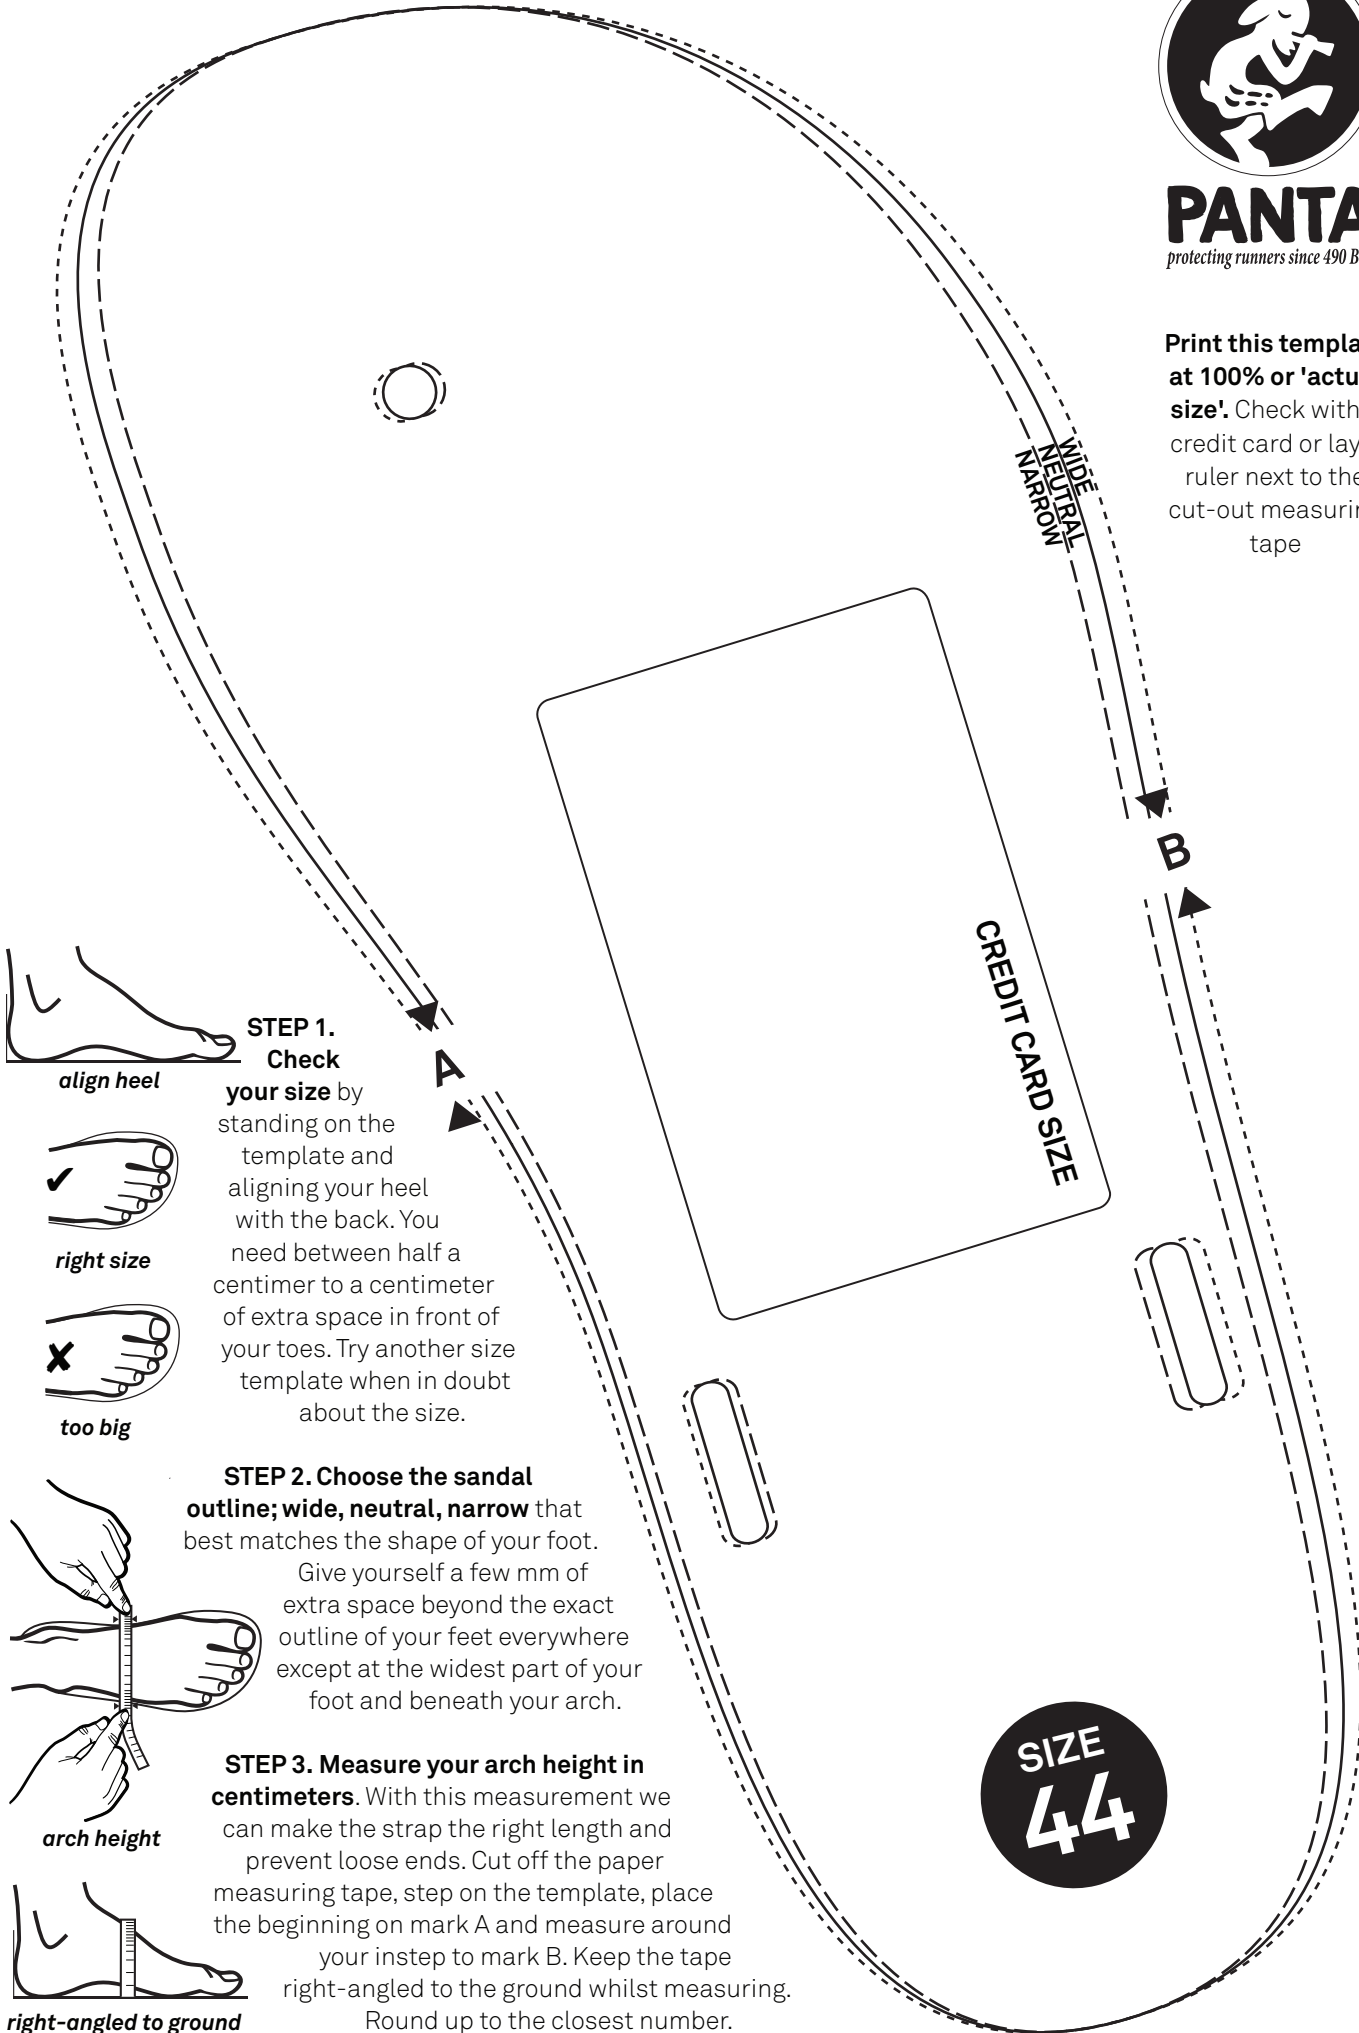 PANTA
protecting runners since 490 B
Print this templa
at 100% or 'actu
size'. Check with
credit card or lay
ruler next to the
cut-out measurin
tape
WIDE
NEUTRAL
NARROW
B
CREDIT CARD SIZE
A
align heel
right size
too big
STEP 1.
Check
your size by
standing on the
template and
aligning your heel
with the back. You
need between half a
centimer to a centimeter
of extra space in front of
your toes. Try another size
template when in doubt
about the size.
STEP 2. Choose the sandal
outline; wide, neutral, narrow that
best matches the shape of your foot.
Give yourself a few mm of
extra space beyond the exact
outline of your feet everywhere
except at the widest part of your
foot and beneath your arch.
arch height
STEP 3. Measure your arch height in
centimeters. With this measurement we
can make the strap the right length and
prevent loose ends. Cut off the paper
measuring tape, step on the template, place
the beginning on mark A and measure around
your instep to mark B. Keep the tape
right-angled to the ground whilst measuring.
Round up to the closest number.
right-angled to ground
SIZE
44